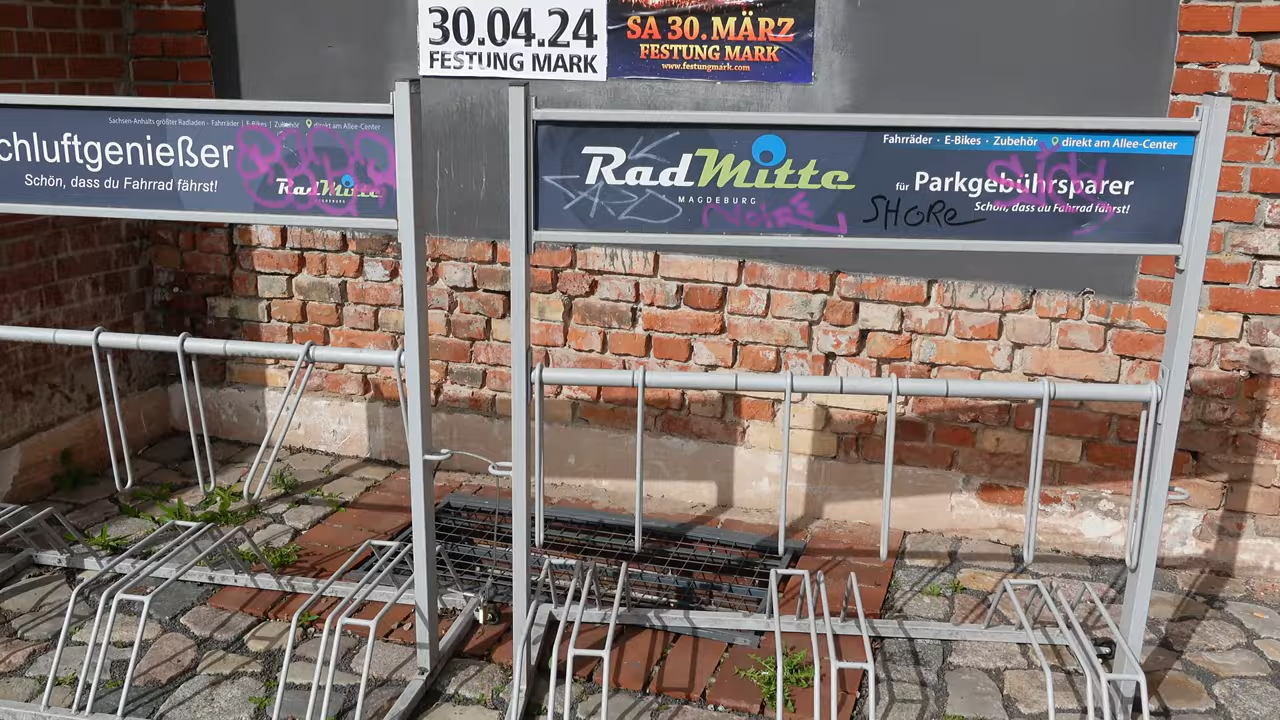 30.04.24
FESTUNG MARK
SA 30. MÄRZ
FESTUNG MARK
www.festungmark.com
Sachsen-Anhalts größter Radladen - Fahrräder | E-Bikes | Zubehör direkt am Allee-Center
chluftgenießer
Schön, dass du Fahrrad fährst!
RadMitte
MAGDEBURG
Fahrräder · E-Bikes · Zubehör direkt am Allee-Center
RadMitte
MAGDEBURG
für Parkgebührsparer
Schön, dass du Fahrrad fährst!
NOIRE
SHORe